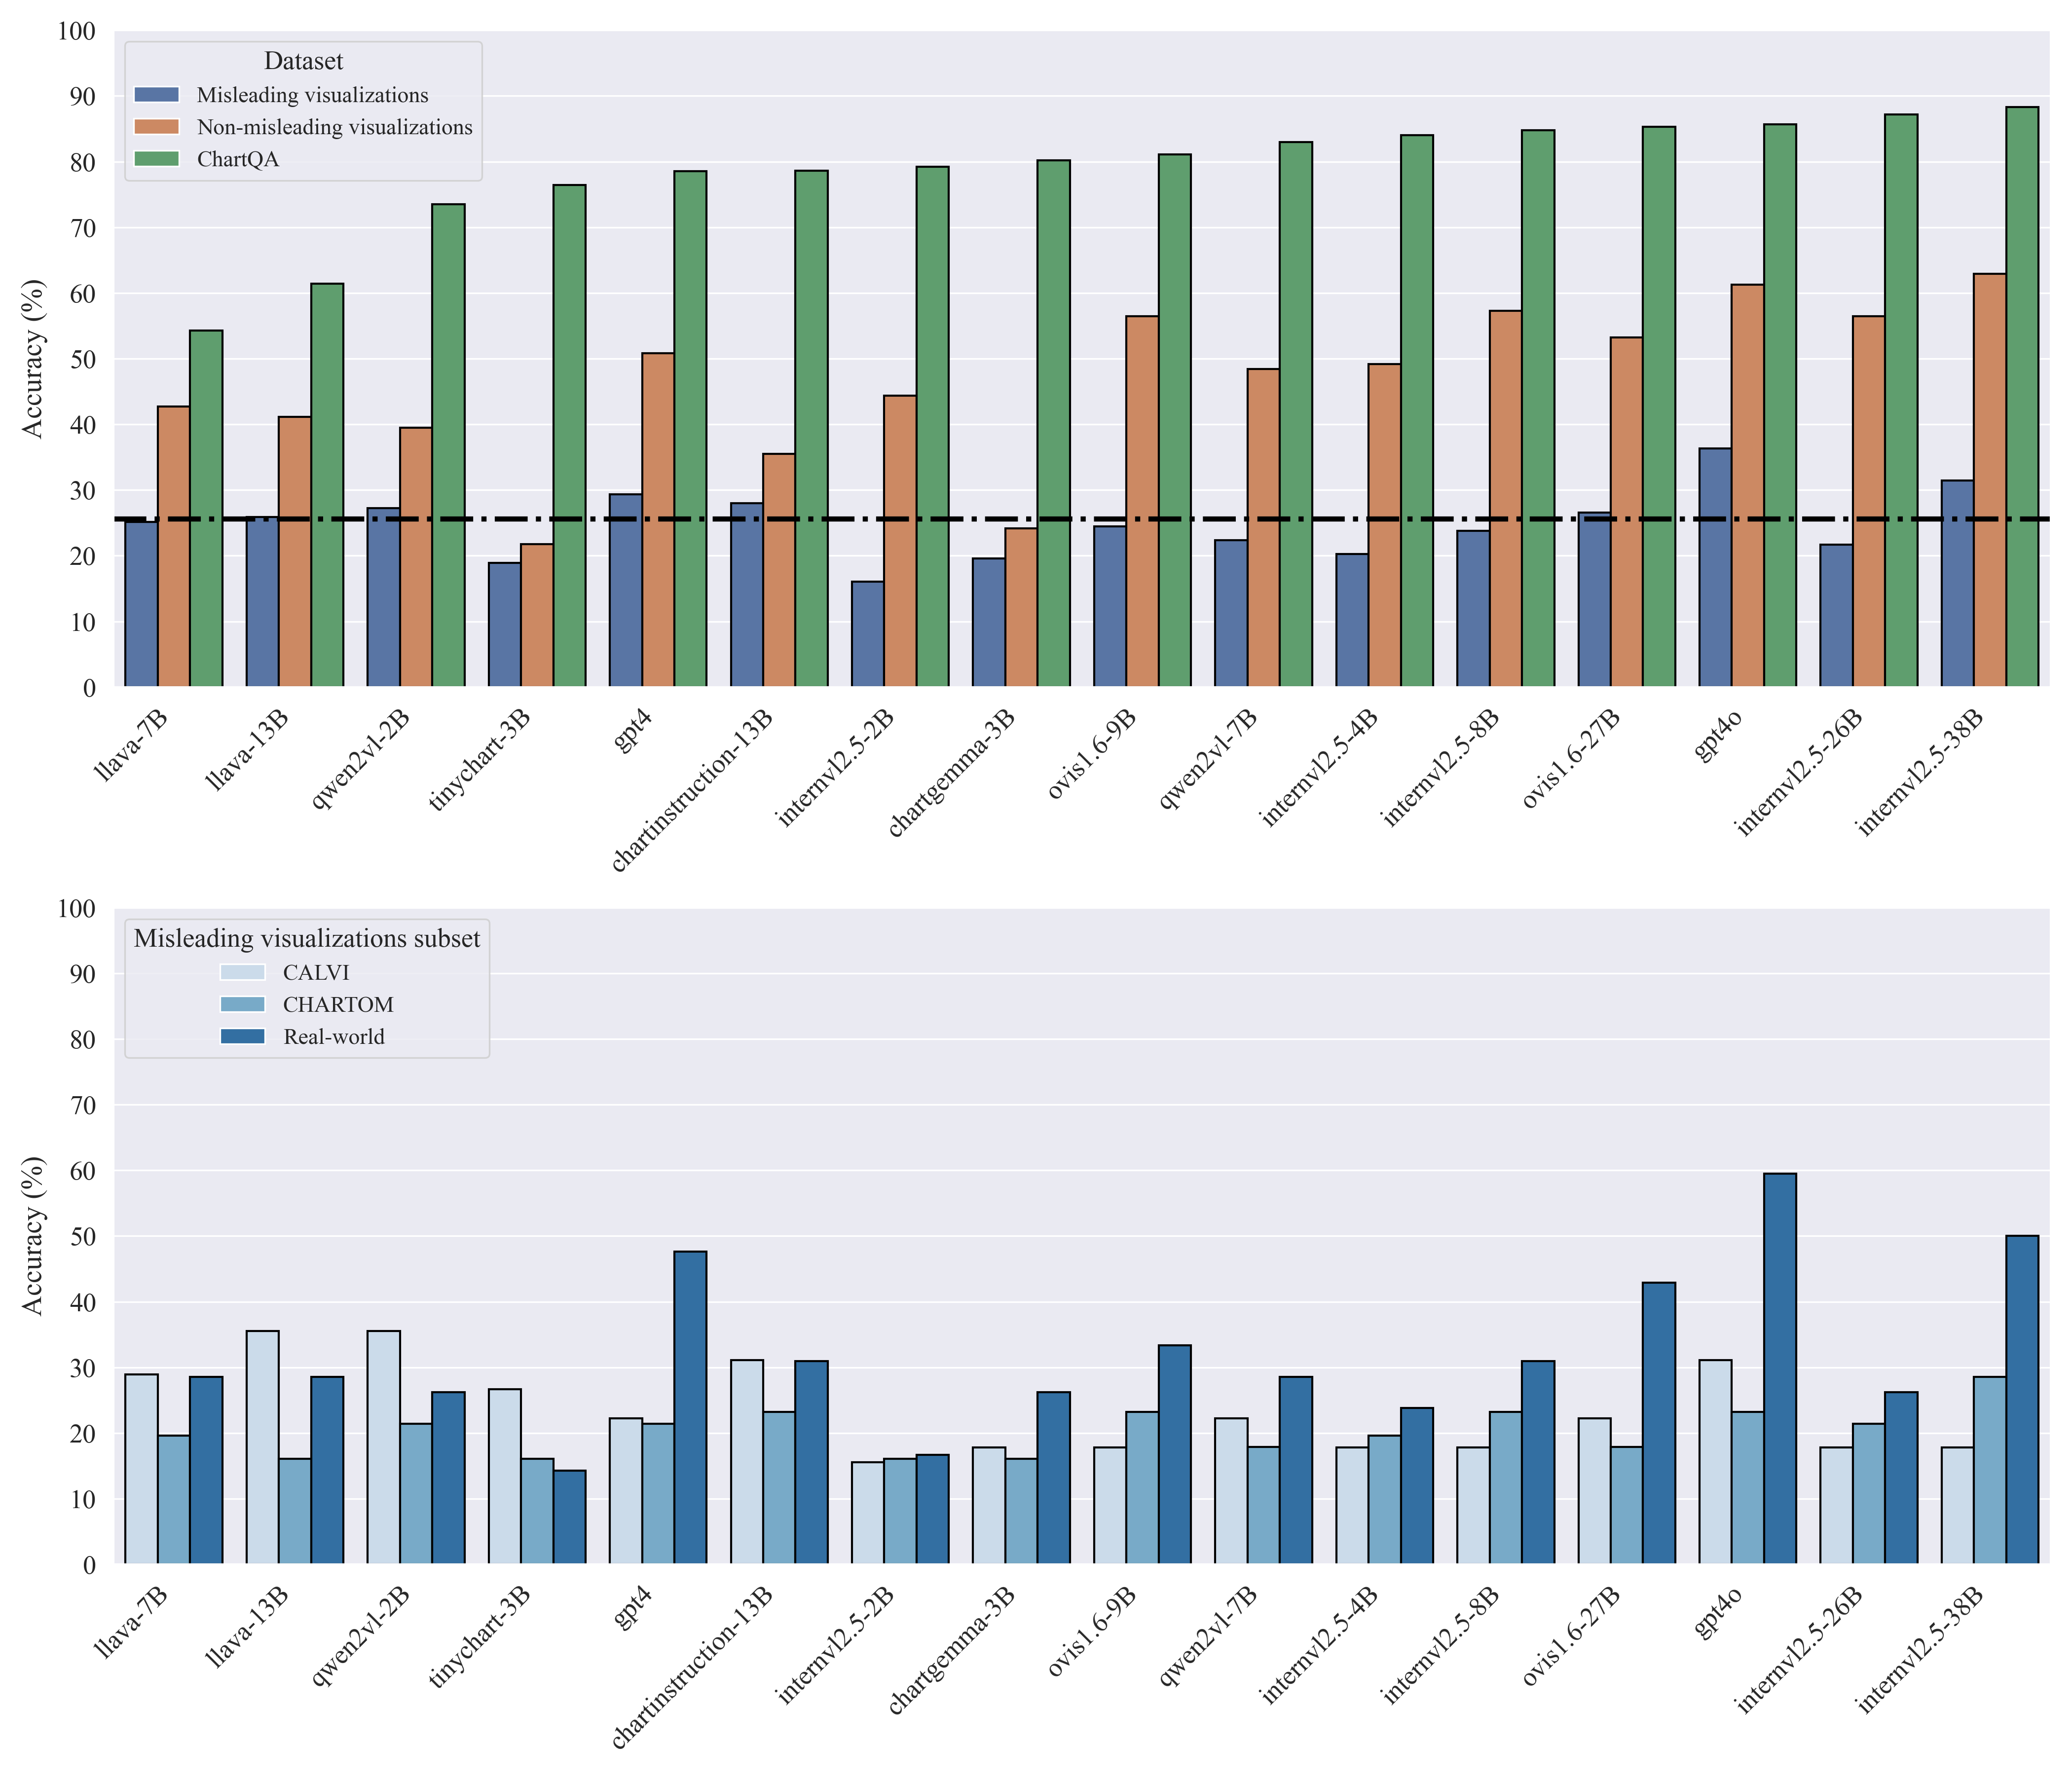 100
90
80
70
60
50
40
30
20
10
0
Accuracy (%)
Dataset
Misleading visualizations
Non-misleading visualizations
ChartQA
llava-7B
llava-13B
qwen2vl-2B
tinychart-3B
gpt4
chartinstruction-13B
internvl2.5-2B
chartgemma-3B
ovis1.6-9B
qwen2vl-7B
internvl2.5-4B
internvl2.5-8B
ovis1.6-27B
gpt4o
internvl2.5-26B
internvl2.5-38B
100
90
80
70
60
50
40
30
20
10
0
Accuracy (%)
Misleading visualizations subset
CALVI
CHARTOM
Real-world
llava-7B
llava-13B
qwen2vl-2B
tinychart-3B
gpt4
chartinstruction-13B
internvl2.5-2B
chartgemma-3B
ovis1.6-9B
qwen2vl-7B
internvl2.5-4B
internvl2.5-8B
ovis1.6-27B
gpt4o
internvl2.5-26B
internvl2.5-38B